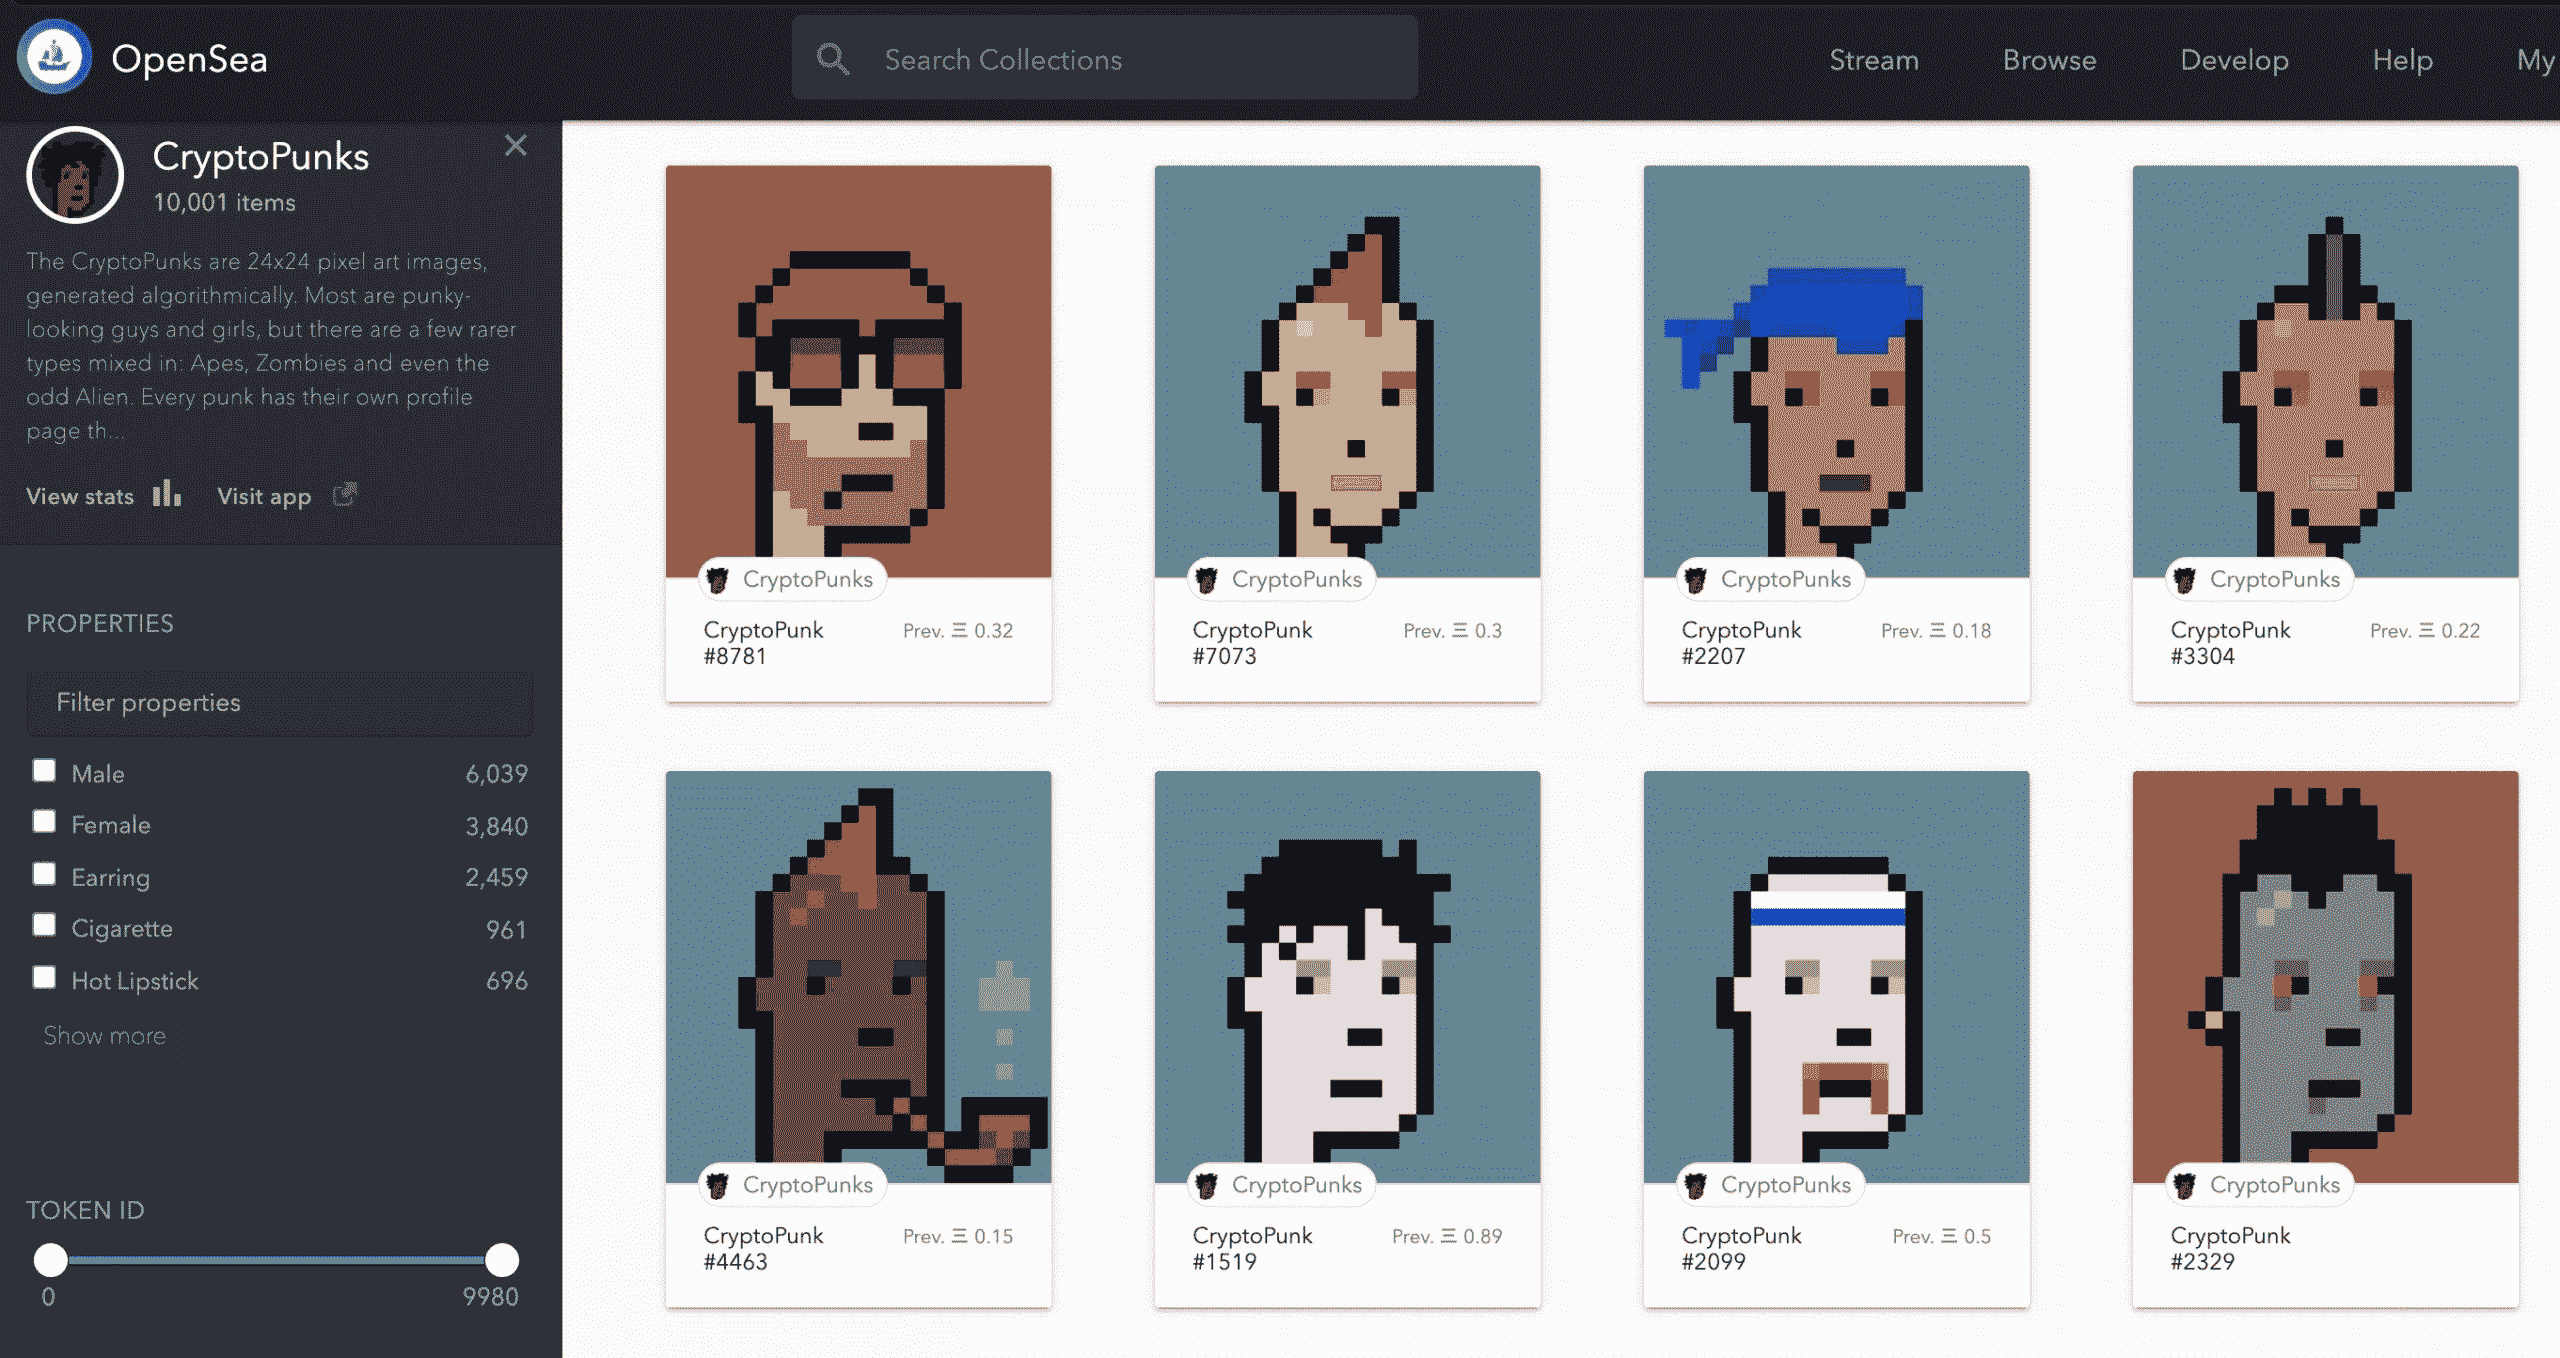 OpenSea
Search Collections
Stream
Browse
Develop
Help
My
CryptoPunks
10,001 items
The CryptoPunks are 24x24 pixel art images,
generated algorithmically. Most are punky-
looking guys and girls, but there are a few rarer
types mixed in: Apes, Zombies and even the
odd Alien. Every punk has their own profile
page th...
View stats
Visit app
PROPERTIES
Filter properties
Male 6,039
Female 3,840
Earring 2,459
Cigarette 961
Hot Lipstick 696
Show more
TOKEN ID
0 9980
CryptoPunks
CryptoPunk Prev. Ξ 0.32
#8781
CryptoPunks
CryptoPunk Prev. Ξ 0.3
#7073
CryptoPunks
CryptoPunk Prev. Ξ 0.18
#2207
CryptoPunks
CryptoPunk Prev. Ξ 0.22
#3304
CryptoPunks
CryptoPunk Prev. Ξ 0.15
#4463
CryptoPunks
CryptoPunk Prev. Ξ 0.89
#1519
CryptoPunks
CryptoPunk Prev. Ξ 0.5
#2099
CryptoPunks
CryptoPunk
#2329